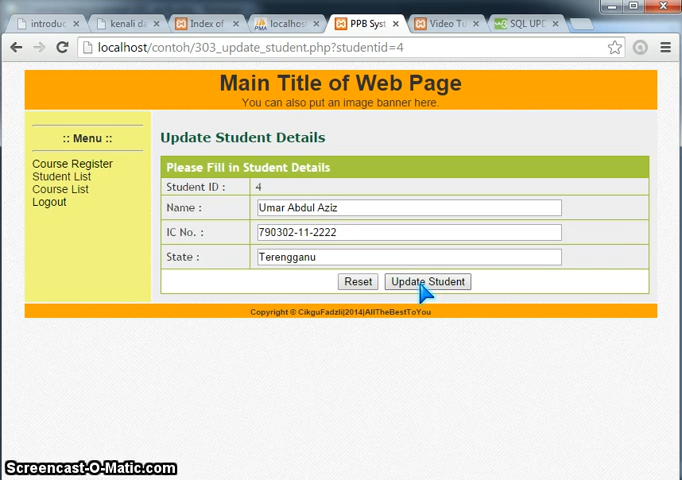 introduc
kenali da
Index of
localhos
PPB Syst
Video Tu
SQL UPD
localhost/contoh/303_update_student.php?studentid=4
Main Title of Web Page
You can also put an image banner here.
:: Menu ::
Course Register
Student List
Course List
Logout
Update Student Details
Please Fill in Student Details
Student ID : 4
Name : Umar Abdul Aziz
IC No. : 790302-11-2222
State : Terengganu
Reset Update Student
Copyright © CikguFadzli|2014|AllTheBestToYou
Screencast-O-Matic.com